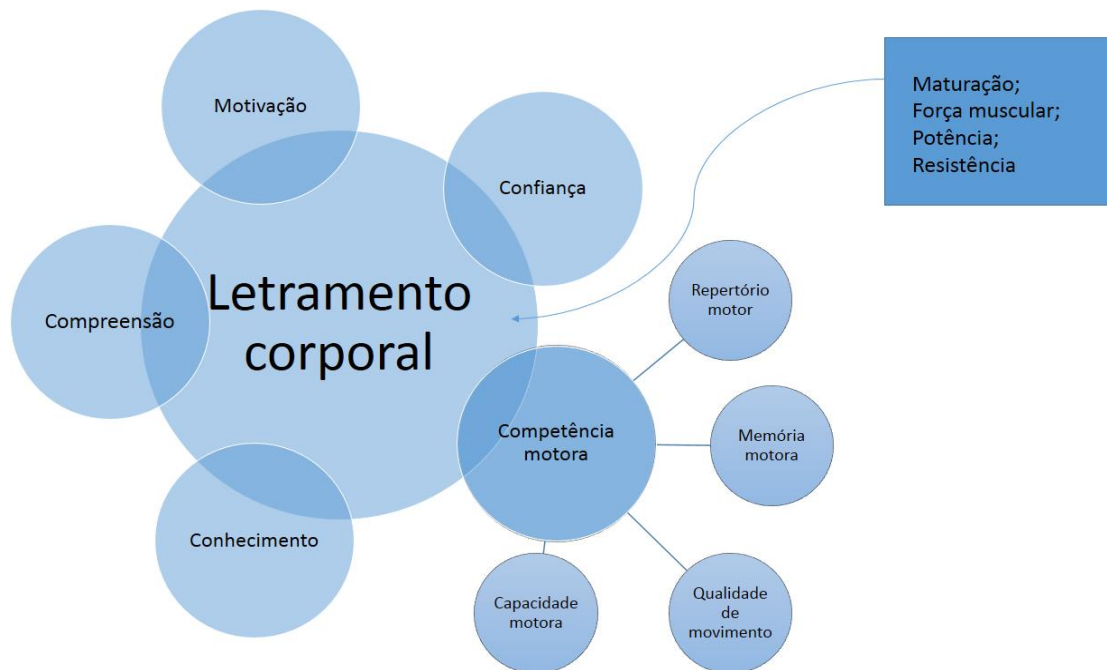 Motivação
Confiança
Letramento
corporal
Compreensão
Conhecimento
Competência
motora
Repertório
motor
Memória
motora
Qualidade
de
movimento
Capacidade
motora
Maturação;
Força muscular;
Potência;
Resistência